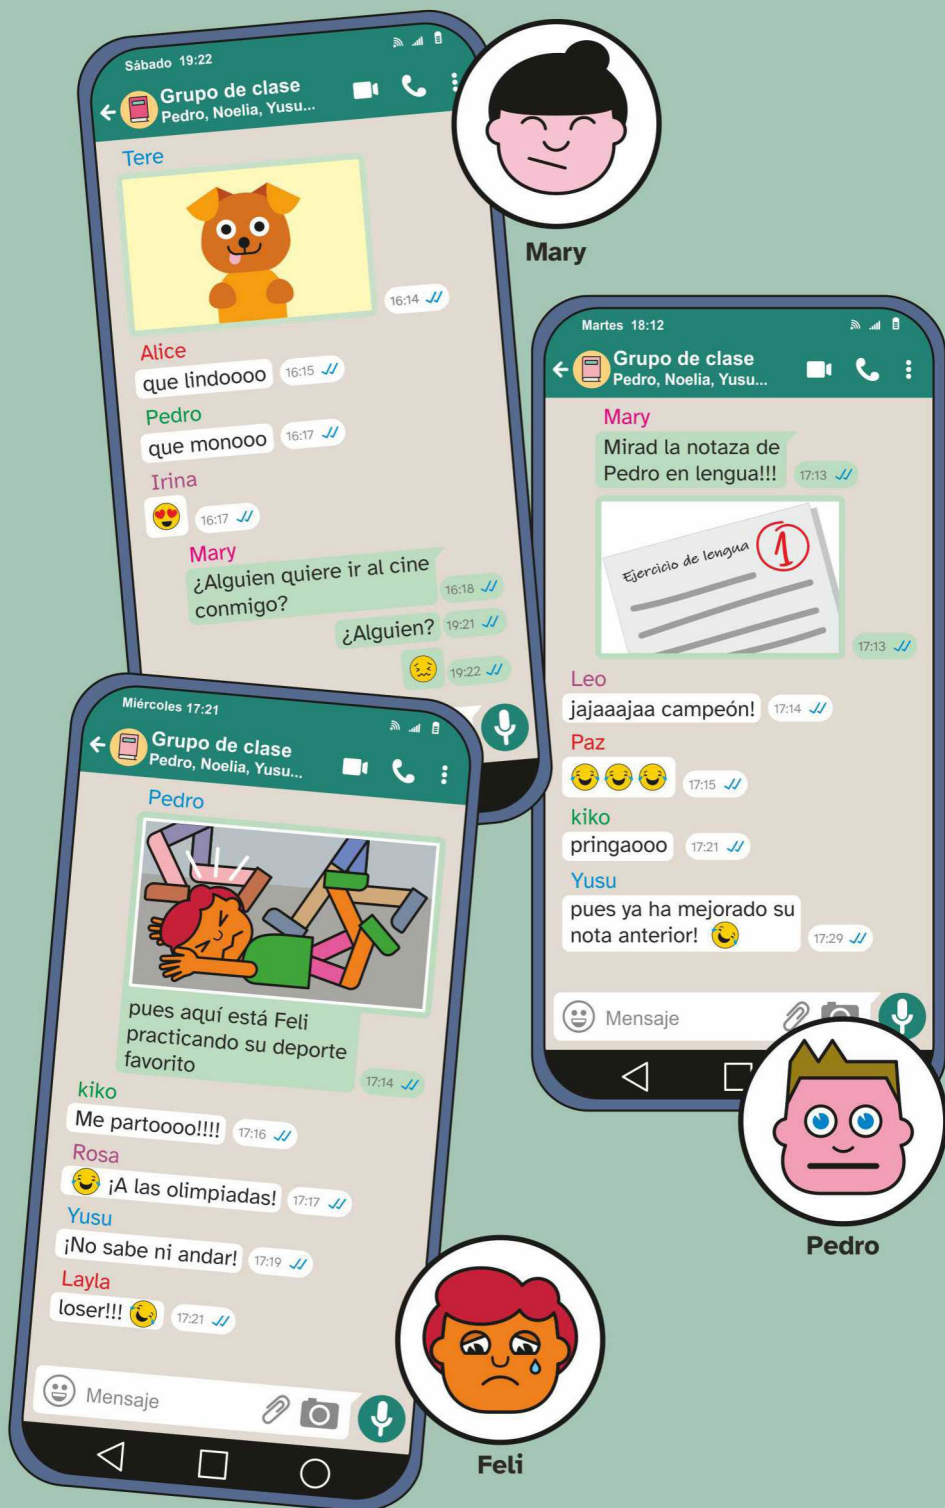 Sábado 19:22
Grupo de clase
Pedro, Noelia, Yusu...
Tere
16:14
Alice
que lindoooo 16:15
Pedro
que monooo 16:17
Irina
16:17
Mary
¿Alguien quiere ir al cine
conmigo?
16:18
¿Alguien? 19:21
19:22
Mary
Martes 18:12
Grupo de clase
Pedro, Noelia, Yusu...
Mary
Mirad la notaza de
Pedro en lengua!!! 17:13
Ejercicio de lengua 1
17:13
Leo
jajaaajaa campeón! 17:14
Paz
17:15
kiko
pringaooo 17:21
Yusu
pues ya ha mejorado su
nota anterior! 17:29
Mensaje
Pedro
Miércoles 17:21
Grupo de clase
Pedro, Noelia, Yusu...
Pedro
pues aquí está Feli
practicando su deporte
favorito
17:14
kiko
Me partoooo!!!! 17:16
Rosa
¡A las olimpiadas! 17:17
Yusu
¡No sabe ni andar! 17:19
Layla
loser!!! 17:21
Mensaje
Feli